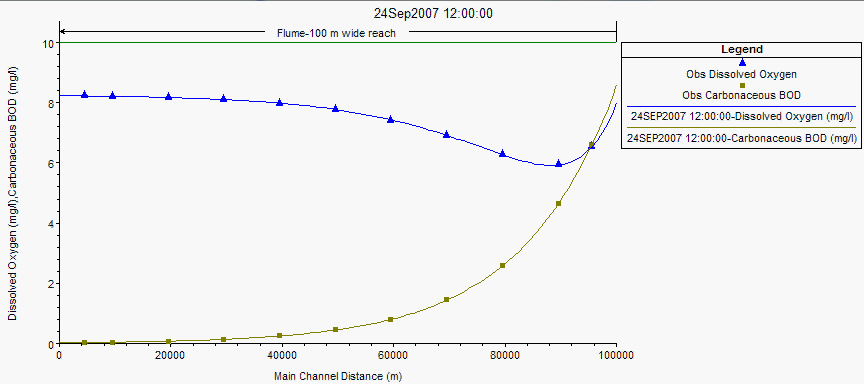 24Sep2007 12:00:00
Flume-100 m wide reach
10
8
6
4
2
0
Dissolved Oxygen (mg/l),Carbonaceous BOD (mg/l)
0 20000 40000 60000 80000 100000
Main Channel Distance (m)
Legend
Obs Dissolved Oxygen
Obs Carbonaceous BOD
24SEP2007 12:00:00-Dissolved Oxygen (mg/l)
24SEP2007 12:00:00-Carbonaceous BOD (mg/l)